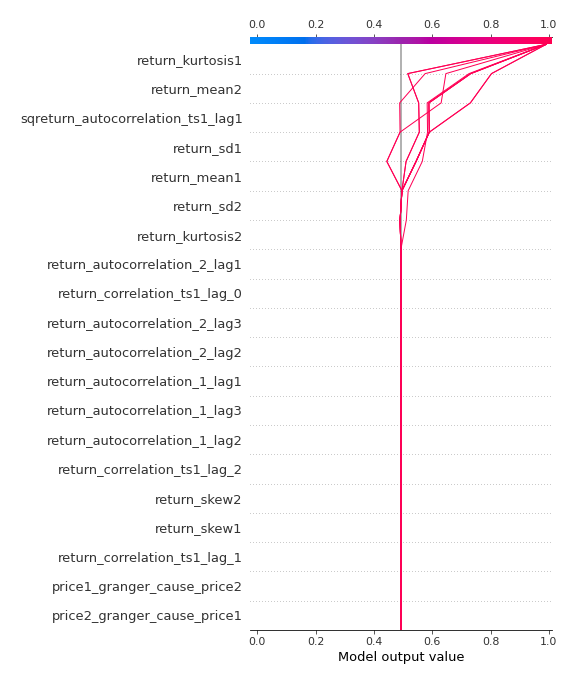 0.0 0.2 0.4 0.6 0.8 1.0
return_kurtosis1
return_mean2
sqreturn_autocorrelation_ts1_lag1
return_sd1
return_mean1
return_sd2
return_kurtosis2
return_autocorrelation_2_lag1
return_correlation_ts1_lag_0
return_autocorrelation_2_lag3
return_autocorrelation_2_lag2
return_autocorrelation_1_lag1
return_autocorrelation_1_lag3
return_autocorrelation_1_lag2
return_correlation_ts1_lag_2
return_skew2
return_skew1
return_correlation_ts1_lag_1
price1_granger_cause_price2
price2_granger_cause_price1
0.0 0.2 0.4 0.6 0.8 1.0
Model output value